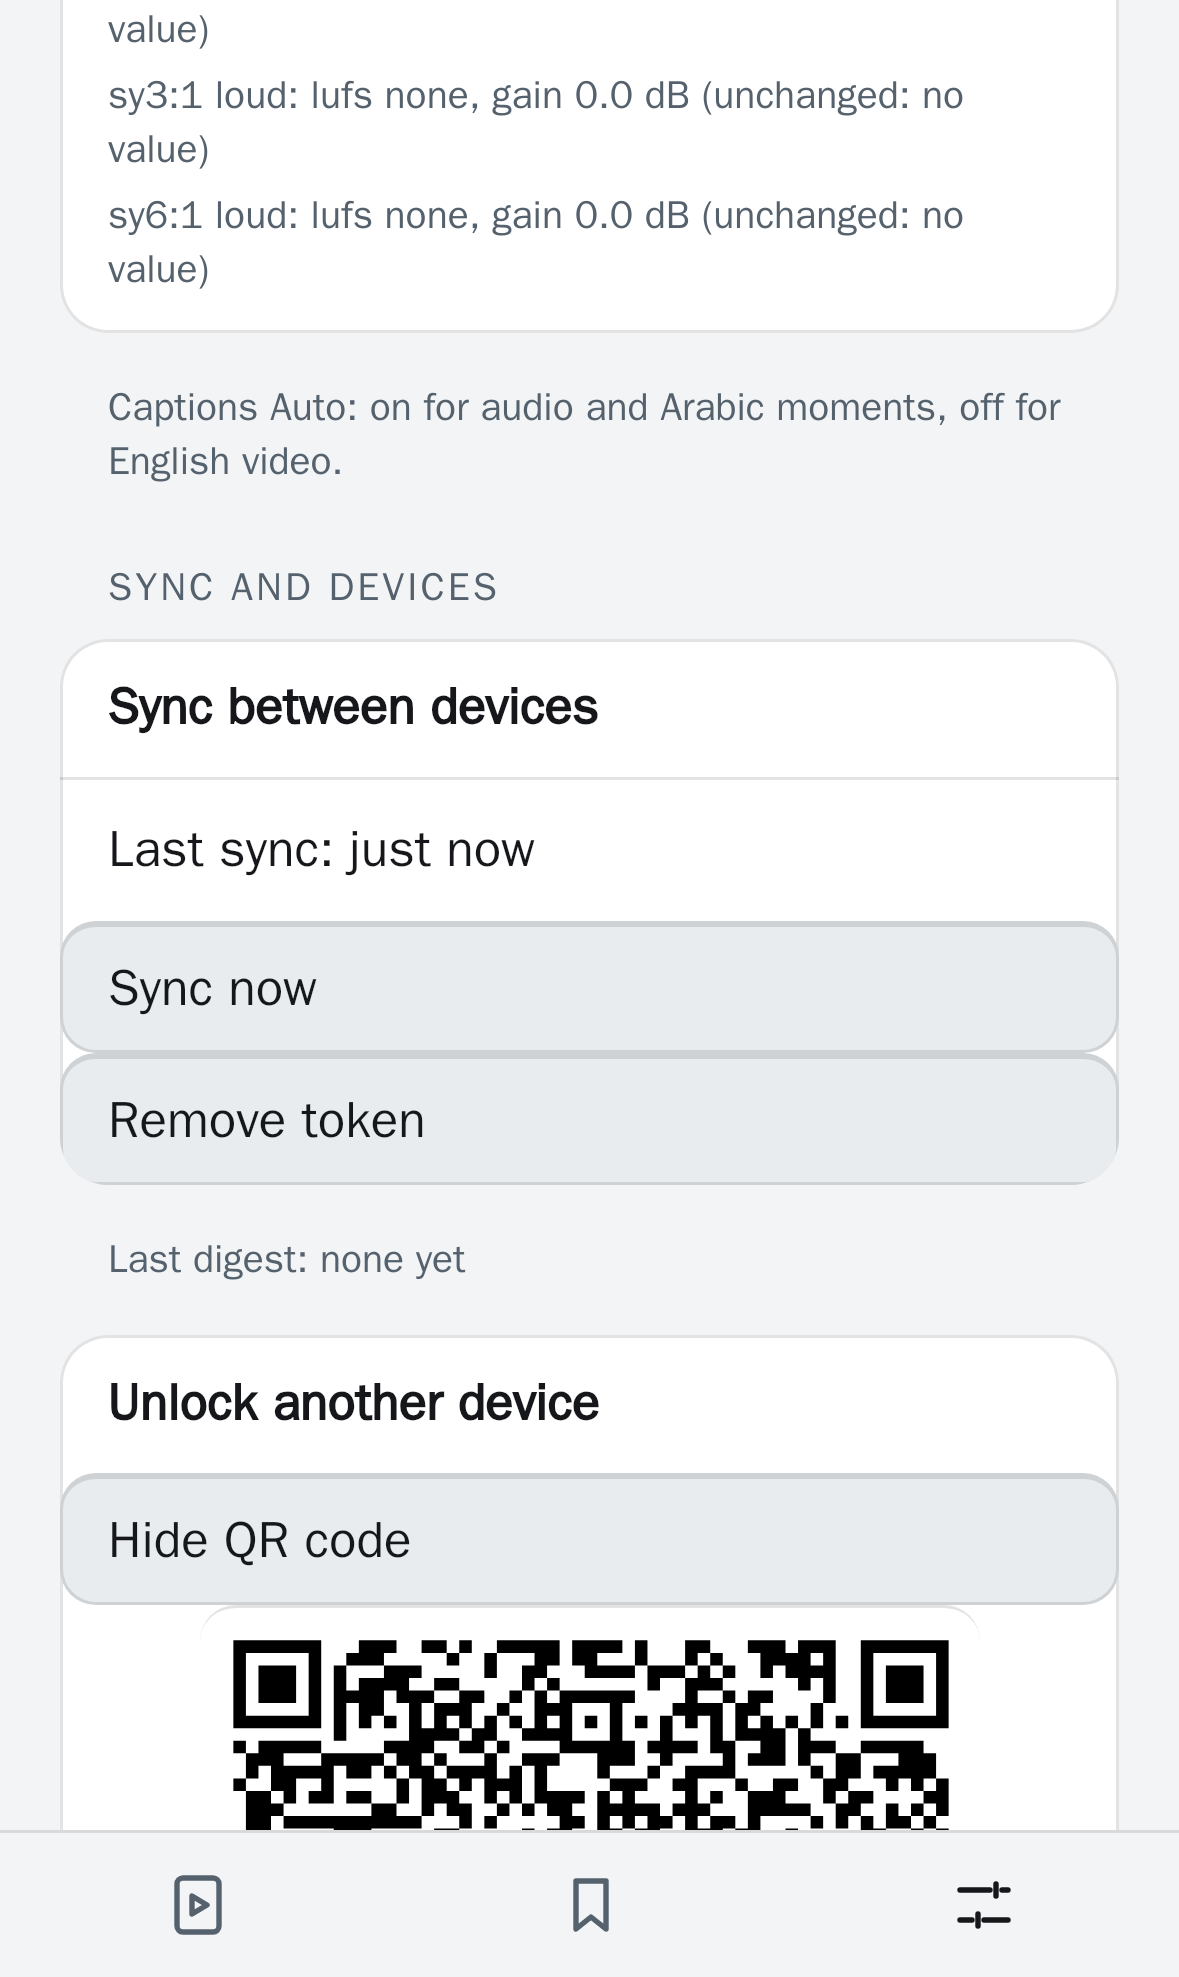 value)
sy3:1 loud: lufs none, gain 0.0 dB (unchanged: no
value)
sy6:1 loud: lufs none, gain 0.0 dB (unchanged: no
value)
Captions Auto: on for audio and Arabic moments, off for
English video.
SYNC AND DEVICES
Sync between devices
Last sync: just now
Sync now
Remove token
Last digest: none yet
Unlock another device
Hide QR code